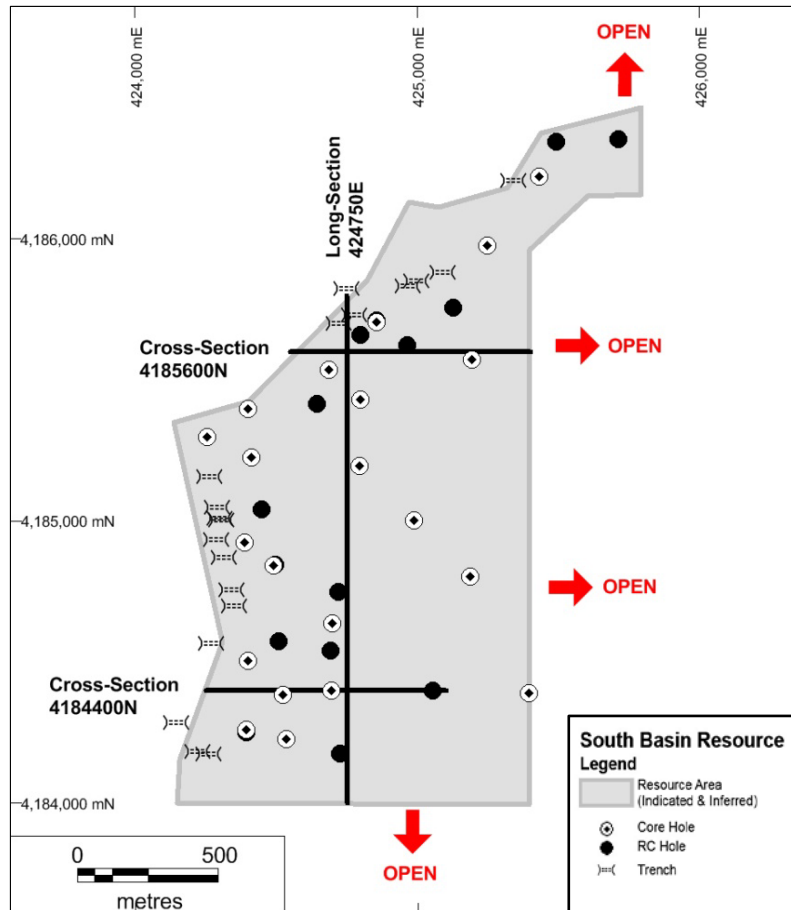 424,000 mE
425,000 mE
426,000 mE
OPEN
Long-Section
424750E
4,186,000 mN
Cross-Section
4185600N
OPEN
4,185,000 mN
OPEN
Cross-Section
4184400N
4,184,000 mN
OPEN
0 500
metres
South Basin Resource
Legend
Resource Area
(Indicated & Inferred)
Core Hole
RC Hole
Trench